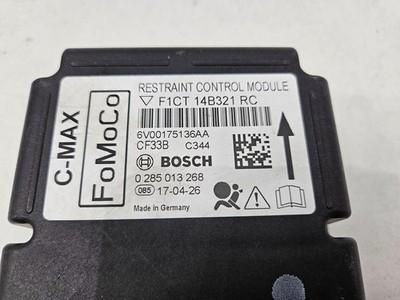 C-MAX
FoMoCo
RESTRAINT CONTROL MODULE
F1CT 14B321 RC
6V00175136AA
CF33B C344
BOSCH
0 285 013 268
085 17-04-26
Made in Germany